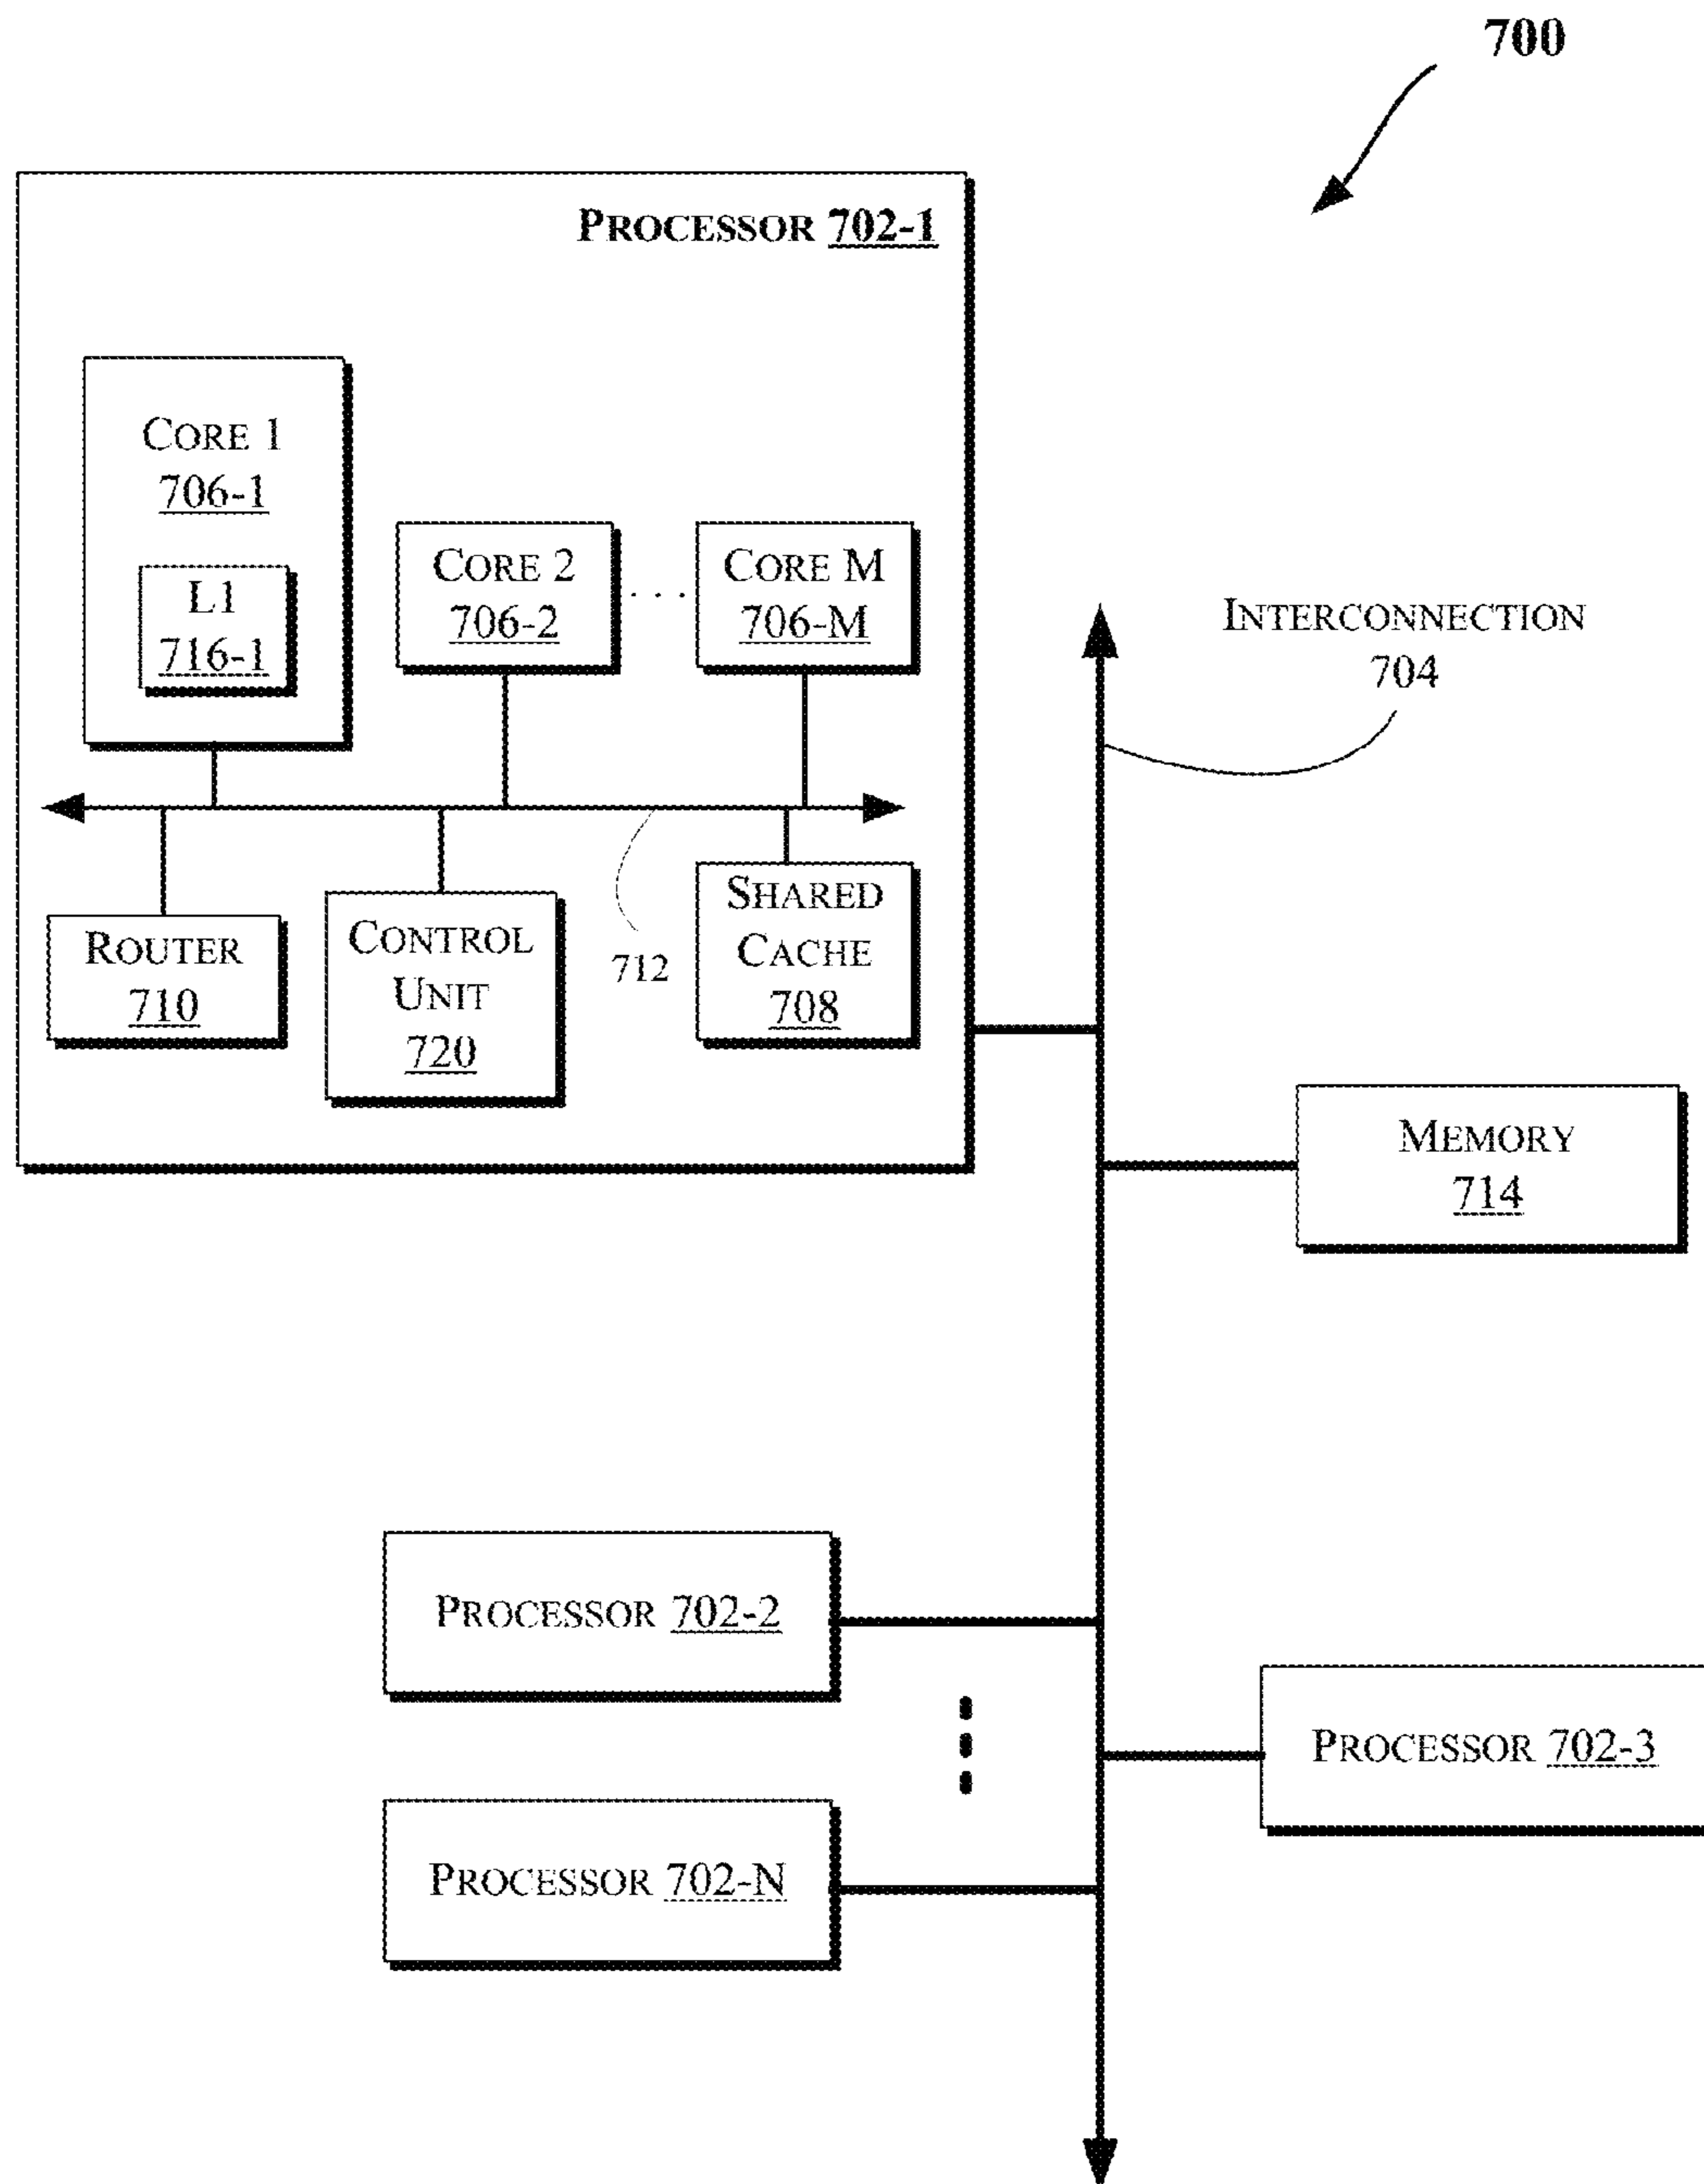 700
PROCESSOR 702-1
CORE 1
706-1
L1
716-1
CORE 2
706-2
. . .
CORE M
706-M
INTERCONNECTION
704
ROUTER
710
CONTROL
UNIT
720
712
SHARED
CACHE
708
MEMORY
714
PROCESSOR 702-2
PROCESSOR 702-3
PROCESSOR 702-N